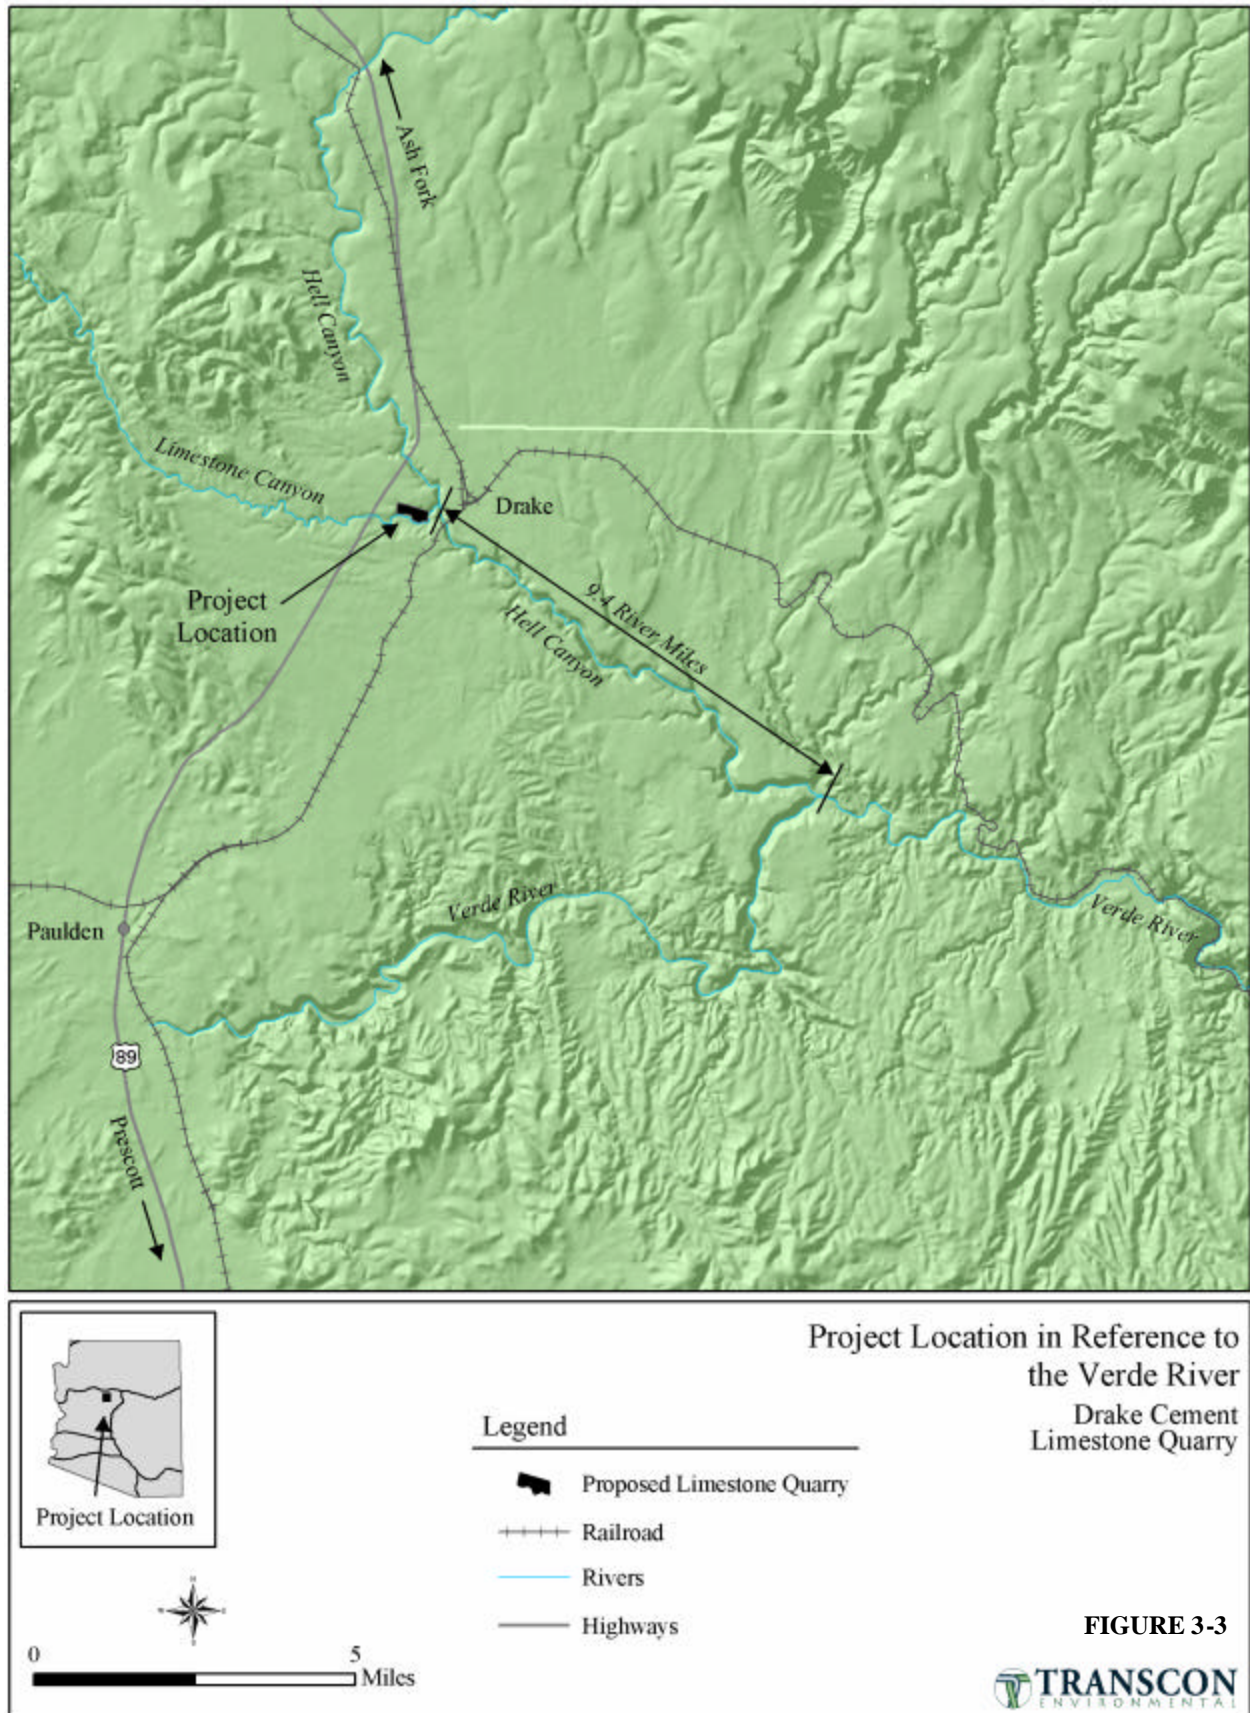 Ash Fork
Hell Canyon
Limestone Canyon
Drake
Project
Location
9.4 River Miles
Hell Canyon
Verde River
Paulden
Verde River
89
Prescott
Project Location in Reference to
the Verde River
Drake Cement
Limestone Quarry
Legend
Proposed Limestone Quarry
Railroad
Rivers
Highways
Project Location
0 5
Miles
FIGURE 3-3
TRANSCON
ENVIRONMENTAL